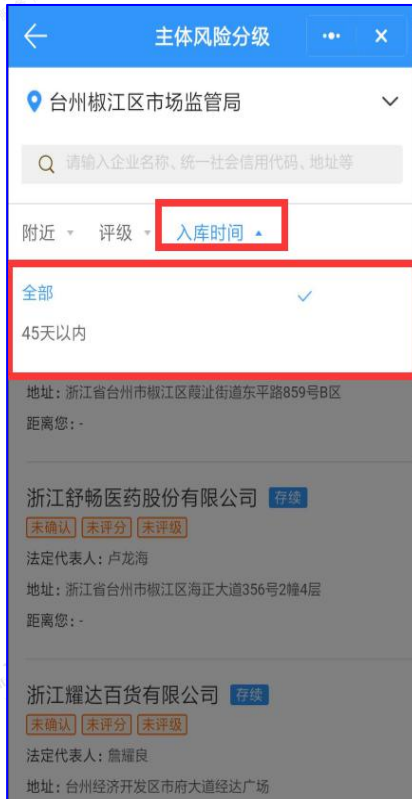 主体风险分级
台州椒江区市场监管局
请输入企业名称、统一社会信用代码、地址等
附近 评级 入库时间
全部
45天以内
地址：浙江省台州市椒江区葭沚街道东平路859号B区
距离您：-
浙江舒畅医药股份有限公司 存续
未确认 未评分 未评级
法定代表人：卢龙海
地址：浙江省台州市椒江区海正大道356号2幢4层
距离您：-
浙江耀达百货有限公司 存续
未确认 未评分 未评级
法定代表人：詹耀良
地址：台州经济开发区市府大道经达广场